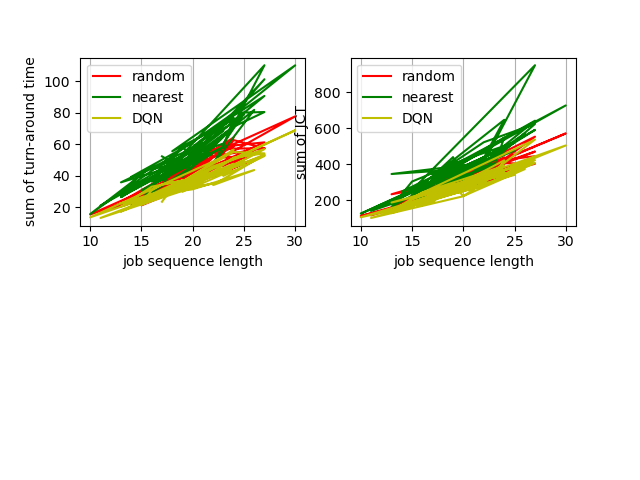 sum of turn-around time
100
80
60
40
20
10
15
20
25
30
job sequence length
random
nearest
DQN
sum of JCT
800
600
400
200
10
15
20
25
30
job sequence length
random
nearest
DQN